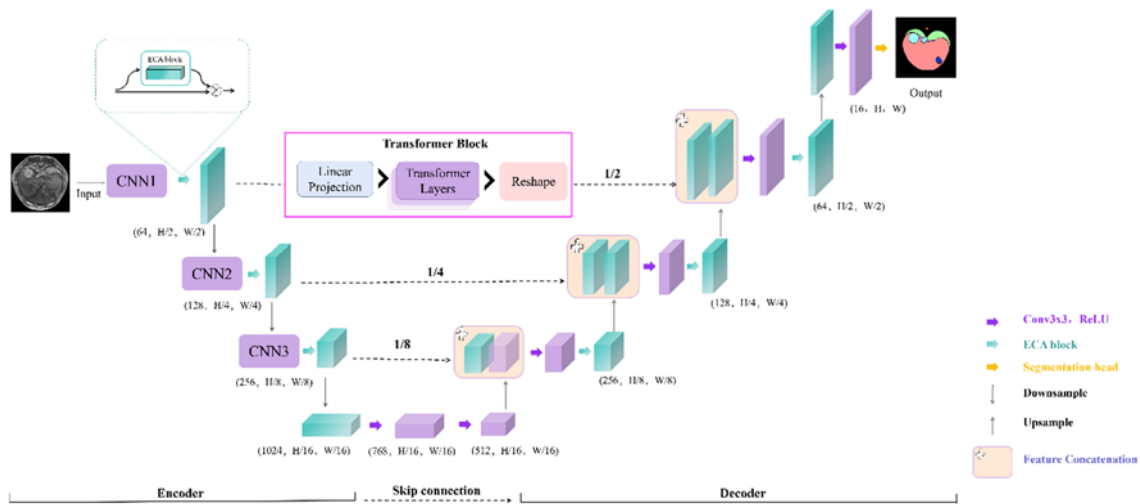 ECA block
Output
(16, H, W)
Transformer Block
Linear
Projection
Transformer
Layers
Reshape
1/2
Input
CNN1
(64, H/2, W/2)
(64, H/2, W/2)
CNN2
1/4
(128, H/4, W/4)
(128, H/4, W/4)
CNN3
1/8
(256, H/8, W/8)
(256, H/8, W/8)
(1024, H/16, W/16)
(768, H/16, W/16)
(512, H/16, W/16)
Conv3x3, ReLU
ECA block
Segmentation head
Downsample
Upsample
Feature Concatenation
Encoder
Skip connection
Decoder